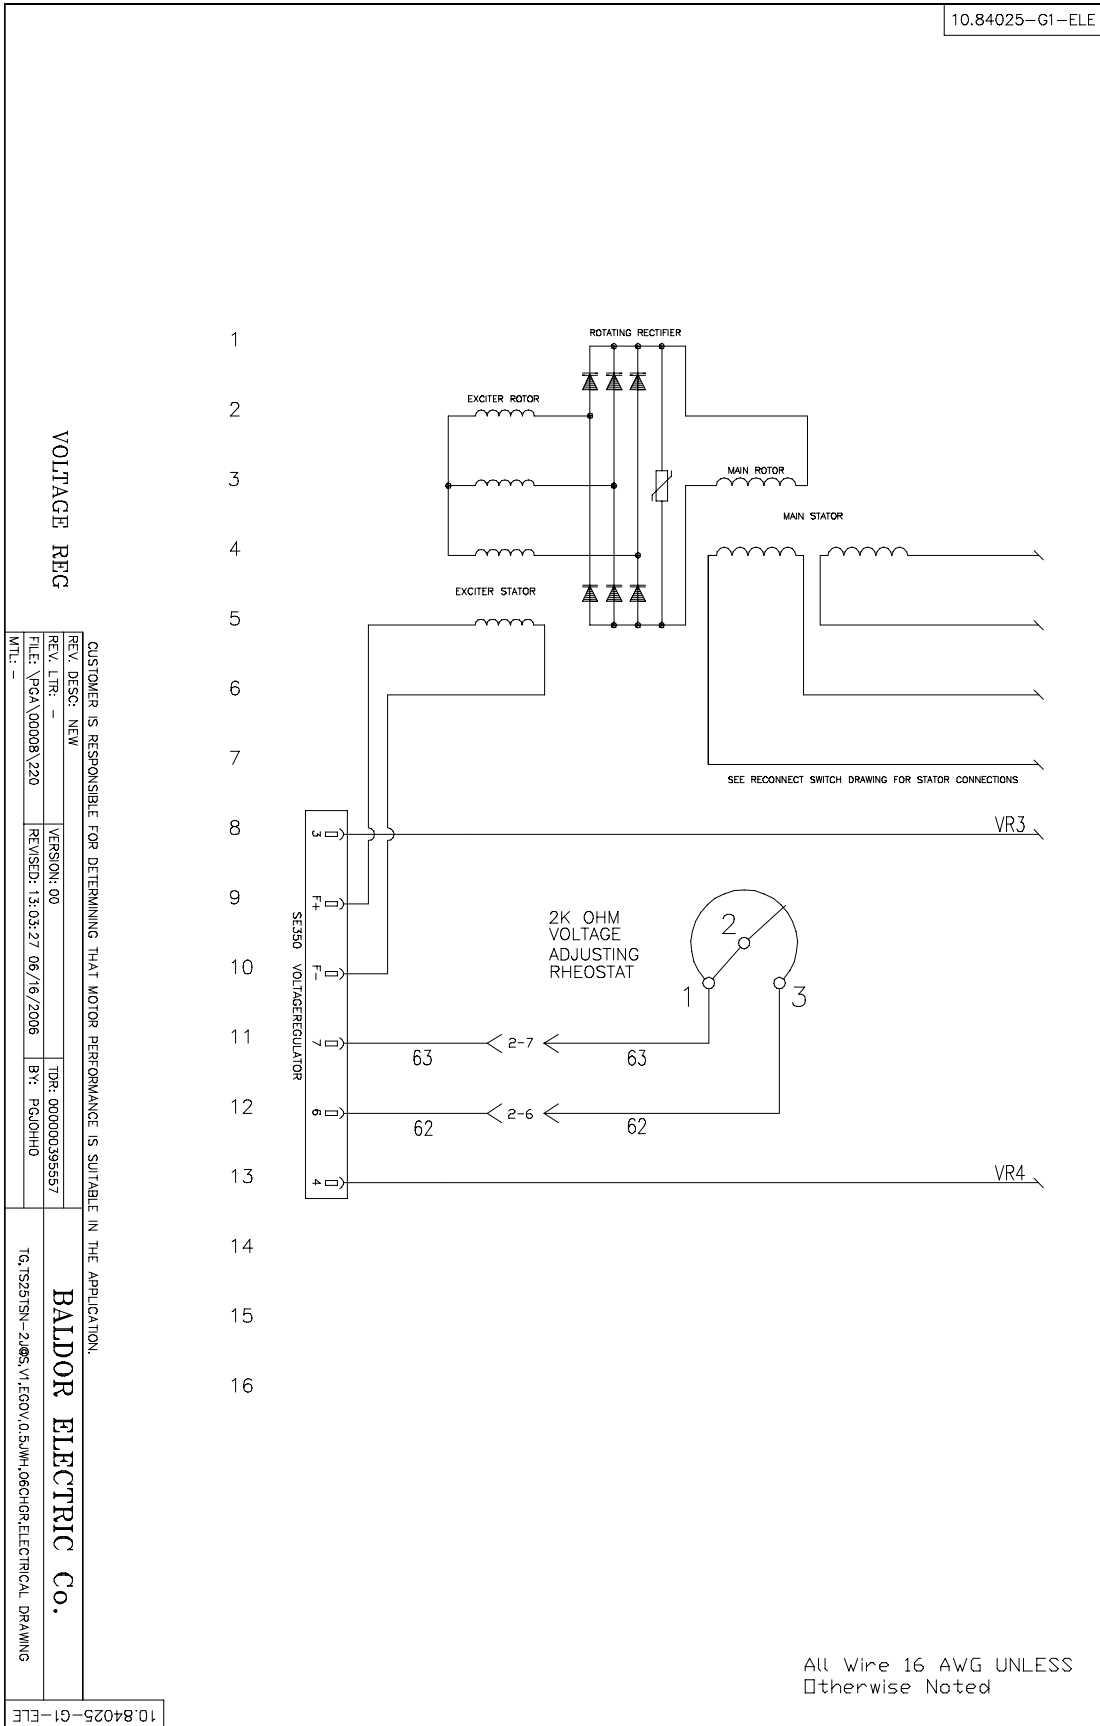 10.84025-G1-ELE
1
ROTATING RECTIFIER
2
EXCITER ROTOR
3
MAIN ROTOR
MAIN STATOR
4
EXCITER STATOR
5
6
7
SEE RECONNECT SWITCH DRAWING FOR STATOR CONNECTIONS
8
3
VR3
9
F+
2K OHM
VOLTAGE
ADJUSTING
RHEOSTAT
2
1
3
10
F-
SE350 VOLTAGEREGULATOR
11
7
63
2-7
63
12
6
62
2-6
62
13
4
VR4
14
15
16
All Wire 16 AWG UNLESS
Otherwise Noted
VOLTAGE REG
CUSTOMER IS RESPONSIBLE FOR DETERMINING THAT MOTOR PERFORMANCE IS SUITABLE IN THE APPLICATION.
REV. DESC: NEW
REV. LTR: -
VERSION: 00
TDR: 000000395557
FILE: \PGA\00008\220
REVISED: 13:03:27 06/16/2006
BY: PGJOHHO
MTL: -
BALDOR ELECTRIC Co.
TG,TS25TSN-2J@S,V1,EGOV,0.5JWH,06CHGR,ELECTRICAL DRAWING
10.84025-G1-ELE